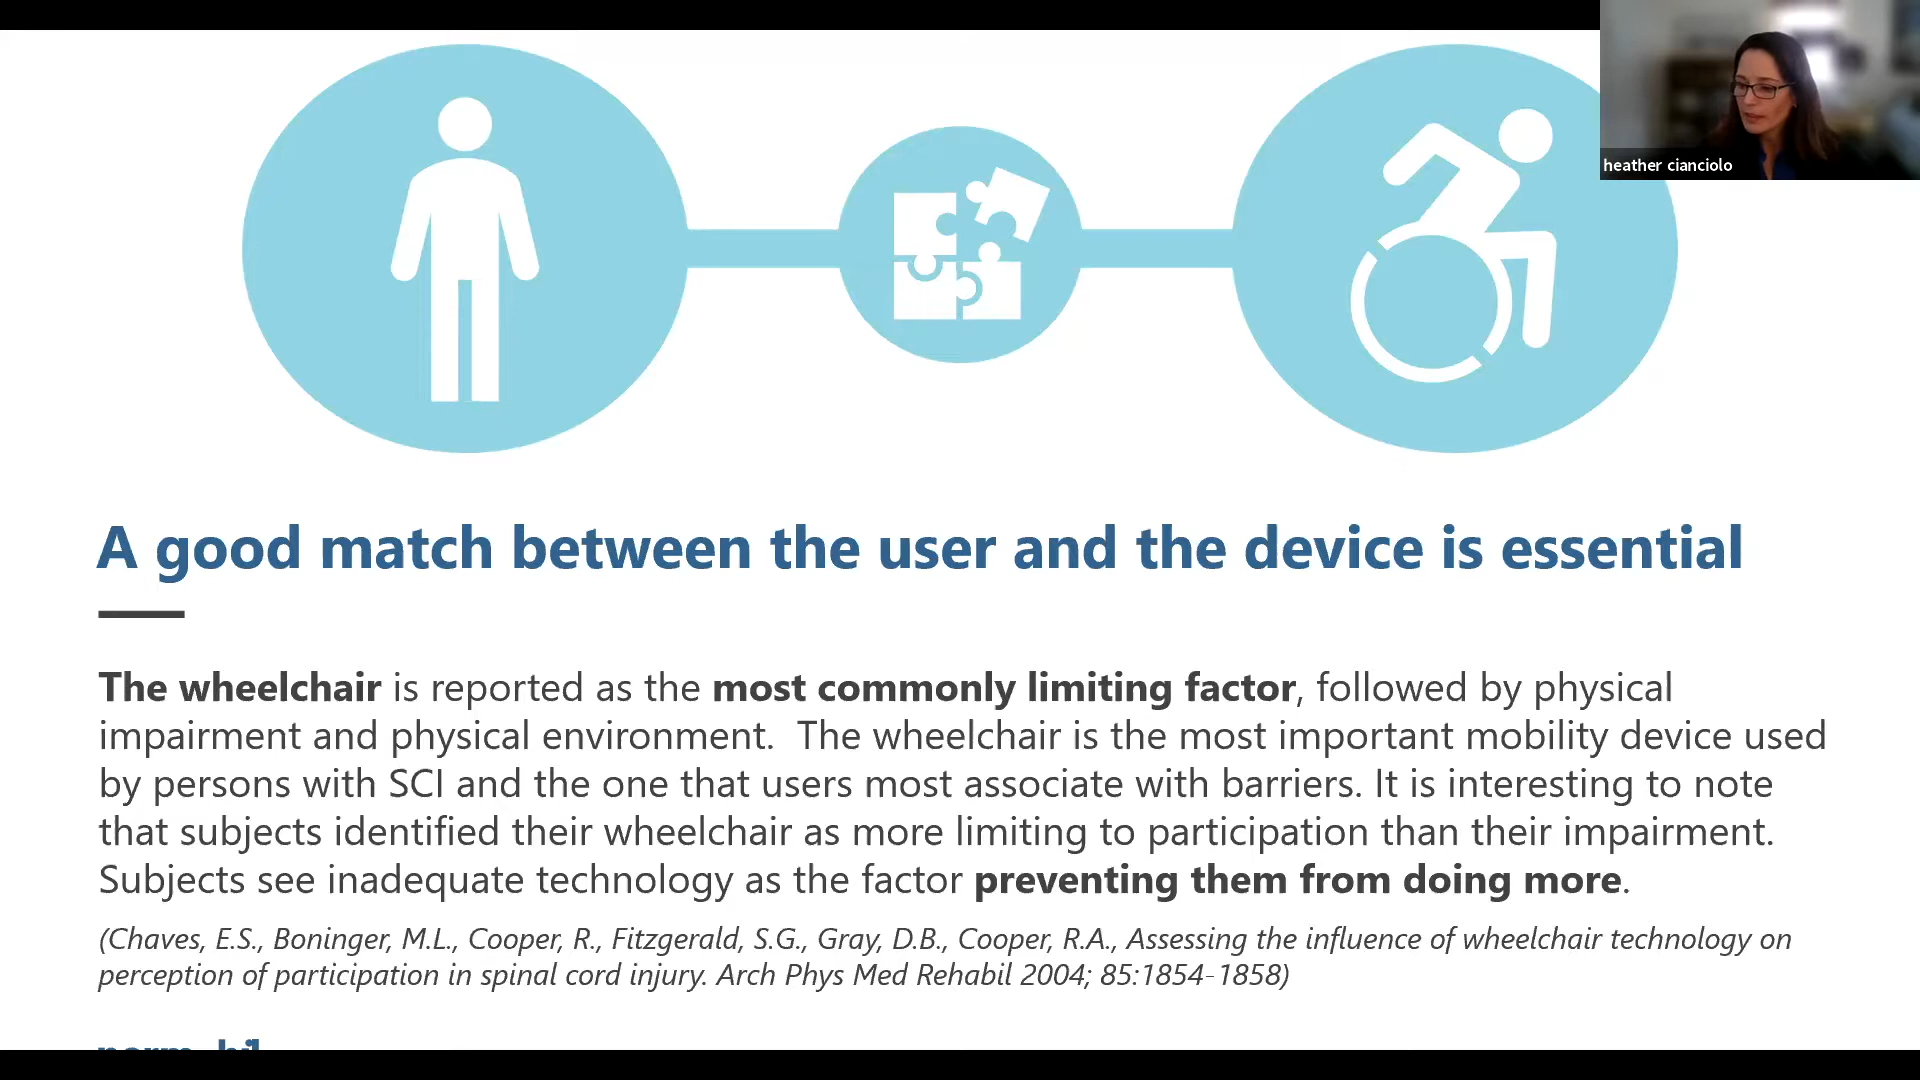 heather cianciolo
A good match between the user and the device is essential
The wheelchair is reported as the most commonly limiting factor, followed by physical
impairment and physical environment.  The wheelchair is the most important mobility device used
by persons with SCI and the one that users most associate with barriers. It is interesting to note
that subjects identified their wheelchair as more limiting to participation than their impairment.
Subjects see inadequate technology as the factor preventing them from doing more.
(Chaves, E.S., Boninger, M.L., Cooper, R., Fitzgerald, S.G., Gray, D.B., Cooper, R.A., Assessing the influence of wheelchair technology on
perception of participation in spinal cord injury. Arch Phys Med Rehabil 2004; 85:1854-1858)